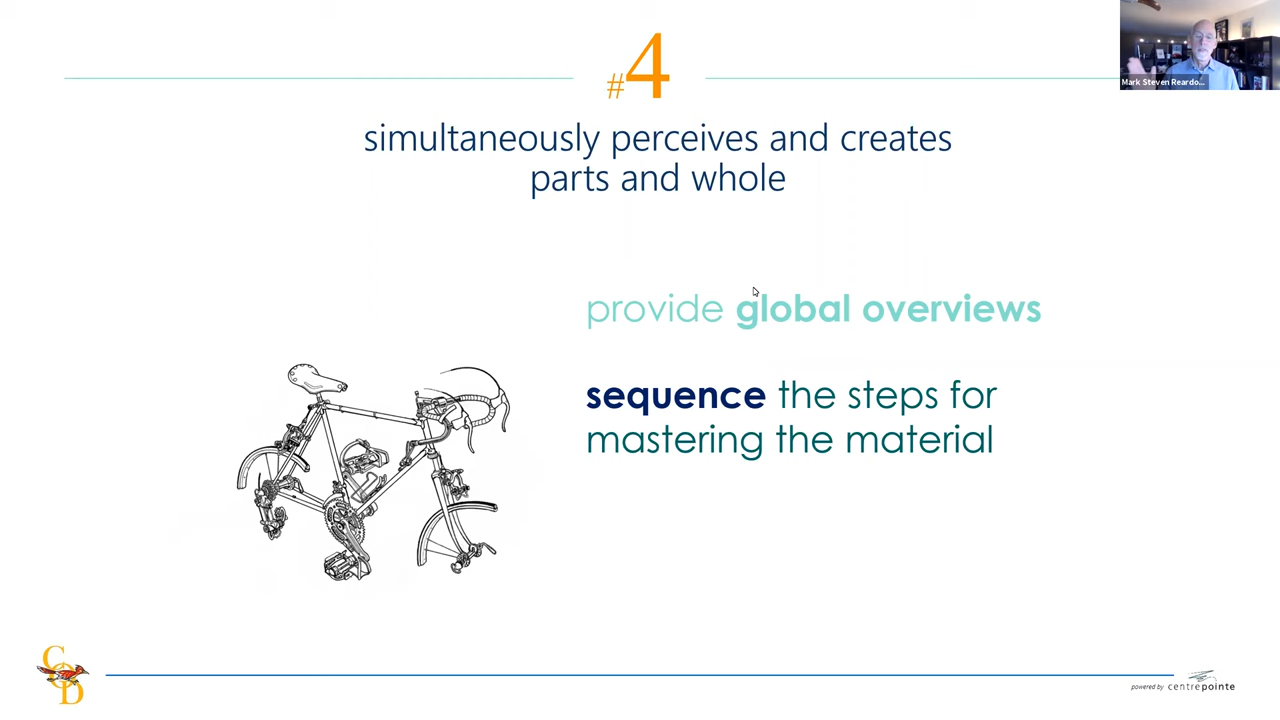 #4
Mark Steven Reardo...
simultaneously perceives and creates
parts and whole
provide global overviews
sequence the steps for
mastering the material
COD
powered by centrepointe